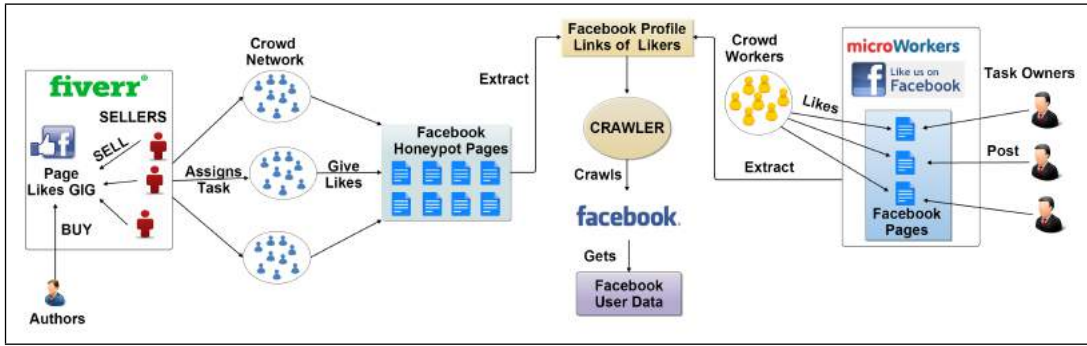 fiverr®
SELLERS
SELL
Page
Likes GIG
BUY
Authors
Crowd
Network
Assigns
Task
Give
Likes
Facebook
Honeypot Pages
Extract
Facebook Profile
Links of Likers
CRAWLER
Crawls
facebook.
Gets
Facebook
User Data
Crowd
Workers
Likes
Extract
microWorkers
f
Like us on
Facebook
Task Owners
Post
Facebook
Pages